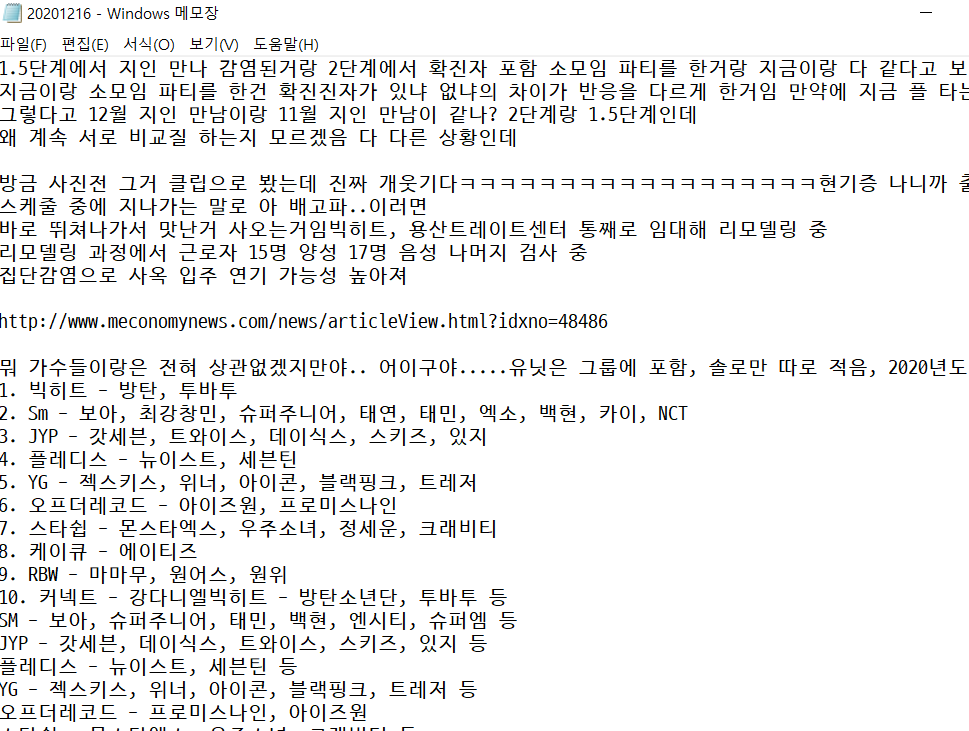 20201216 - Windows 메모장
파일(F) 편집(E) 서식(O) 보기(V) 도움말(H)
1.5단계에서 지인 만나 감염된거랑 2단계에서 확진자 포함 소모임 파티를 한거랑 지금이랑 다 같다고 보
지금이랑 소모임 파티를 한건 확진진자가 있냐 없냐의 차이가 반응을 다르게 한거임 만약에 지금 플 타는
그렇다고 12월 지인 만남이랑 11월 지인 만남이 같나? 2단계랑 1.5단계인데
왜 계속 서로 비교질 하는지 모르겠음 다 다른 상황인데
방금 사진전 그거 클립으로 봤는데 진짜 개웃기다ㅋㅋㅋㅋㅋㅋㅋㅋㅋㅋㅋㅋㅋㅋㅋㅋㅋㅋ현기증 나니까 출
스케줄 중에 지나가는 말로 아 배고파..이러면
바로 뛰쳐나가서 맛난거 사오는거임빅히트, 용산트레이트센터 통째로 임대해 리모델링 중
리모델링 과정에서 근로자 15명 양성 17명 음성 나머지 검사 중
집단감염으로 사옥 입주 연기 가능성 높아져
http://www.meconomynews.com/news/articleView.html?idxno=48486
뭐 가수들이랑은 전혀 상관없겠지만야.. 어이구야.....유닛은 그룹에 포함, 솔로만 따로 적음, 2020년도
1. 빅히트 - 방탄, 투바투
2. Sm - 보아, 최강창민, 슈퍼주니어, 태연, 태민, 엑소, 백현, 카이, NCT
3. JYP - 갓세븐, 트와이스, 데이식스, 스키즈, 있지
4. 플레디스 - 뉴이스트, 세븐틴
5. YG - 젝스키스, 위너, 아이콘, 블랙핑크, 트레저
6. 오프더레코드 - 아이즈원, 프로미스나인
7. 스타쉽 - 몬스타엑스, 우주소녀, 정세운, 크래비티
8. 케이큐 - 에이티즈
9. RBW - 마마무, 원어스, 원위
10. 커넥트 - 강다니엘빅히트 - 방탄소년단, 투바투 등
SM - 보아, 슈퍼주니어, 태민, 백현, 엔시티, 슈퍼엠 등
JYP - 갓세븐, 데이식스, 트와이스, 스키즈, 있지 등
플레디스 - 뉴이스트, 세븐틴 등
YG - 젝스키스, 위너, 아이콘, 블랙핑크, 트레저 등
오프더레코드 - 프로미스나인, 아이즈원